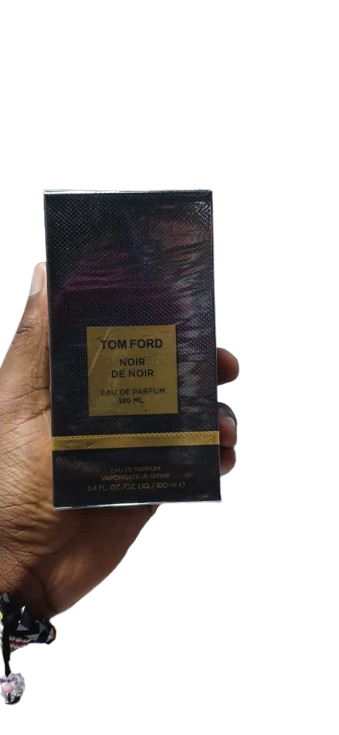 TOM FORD
NOIR
DE NOIR
EAU DE PARFUM
100 ML
EAU DE PARFUM
VAPORISATEUR SPRAY
3.4 FL. OZ./OZ. LIQ./ 100 ml ℮